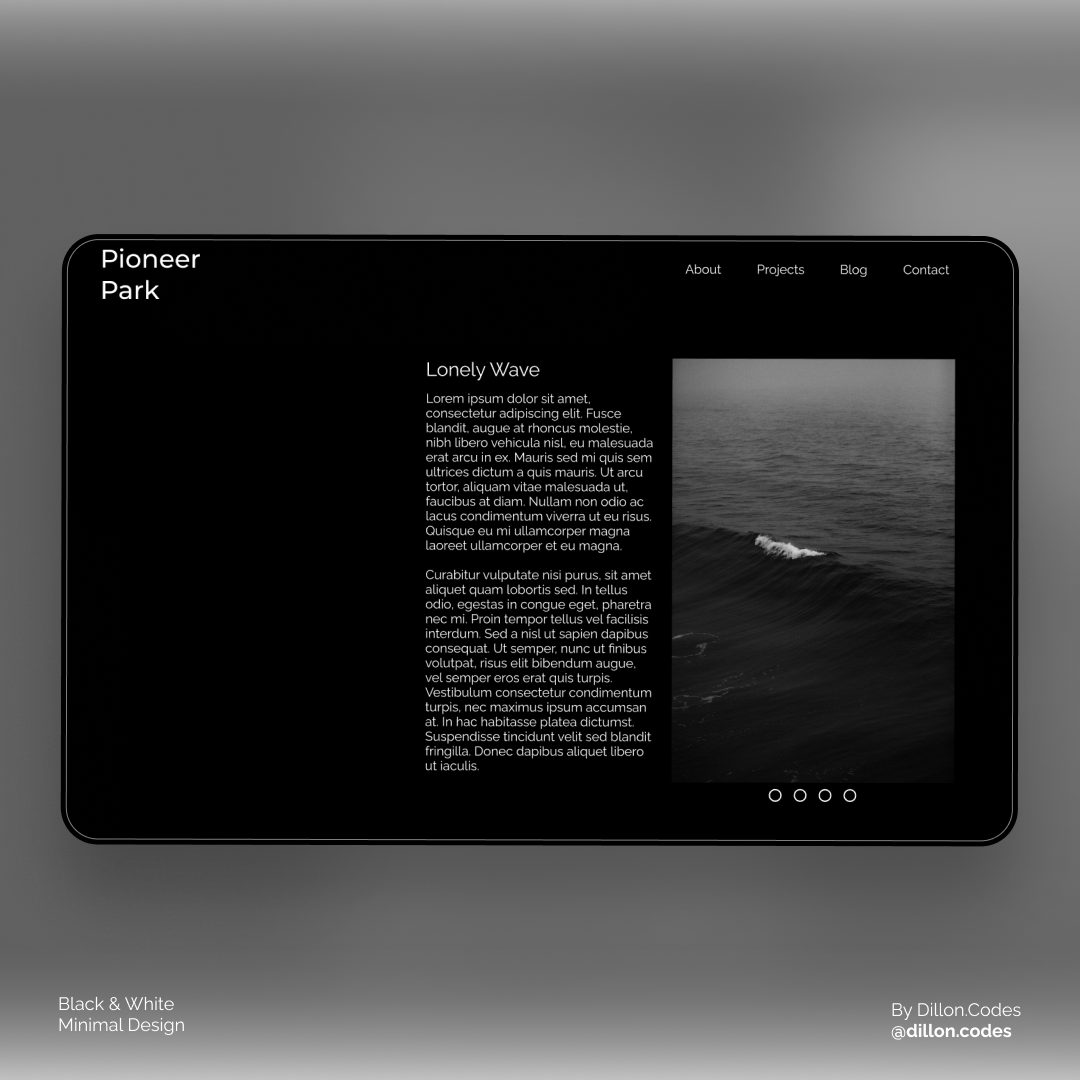 Pioneer
Park
About Projects Blog Contact
Lonely Wave
Lorem ipsum dolor sit amet,
consectetur adipiscing elit. Fusce
blandit, augue at rhoncus molestie,
nibh libero vehicula nisl, eu malesuada
erat arcu in ex. Mauris sed mi quis sem
ultrices dictum a quis mauris. Ut arcu
tortor, aliquam vitae malesuada ut,
faucibus at diam. Nullam non odio ac
lacus condimentum viverra ut eu risus.
Quisque eu mi ullamcorper magna
laoreet ullamcorper et eu magna.
Curabitur vulputate nisi purus, sit amet
aliquet quam lobortis sed. In tellus
odio, egestas in congue eget, pharetra
nec mi. Proin tempor tellus vel facilisis
interdum. Sed a nisl ut sapien dapibus
consequat. Ut semper, nunc ut finibus
volutpat, risus elit bibendum augue,
vel semper eros erat quis turpis.
Vestibulum consectetur condimentum
turpis, nec maximus ipsum accumsan
at. In hac habitasse platea dictumst.
Suspendisse tincidunt velit sed blandit
fringilla. Donec dapibus aliquet libero
ut iaculis.
Black & White
Minimal Design
By Dillon.Codes
@dillon.codes